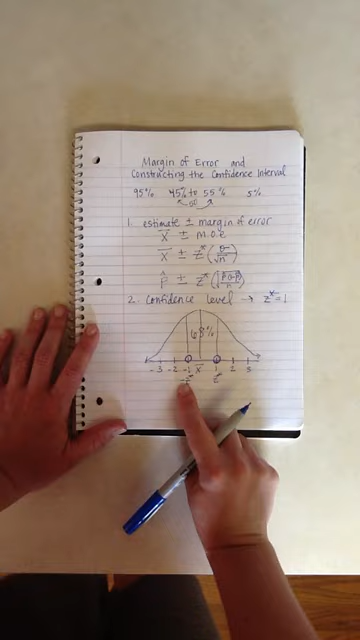 Margin of Error and
Constructing the Confidence Interval
95% 45% to 55% 5%
50
1. estimate ± margin of error
X̄ ± m.o.e
X̄ ± z*(σ/√n)
p̂ ± z*(√p(1-p)/n)
2. Confidence level → z*=1
68%
-3 -2 -1 X̄ 1 2 3
-z* z*